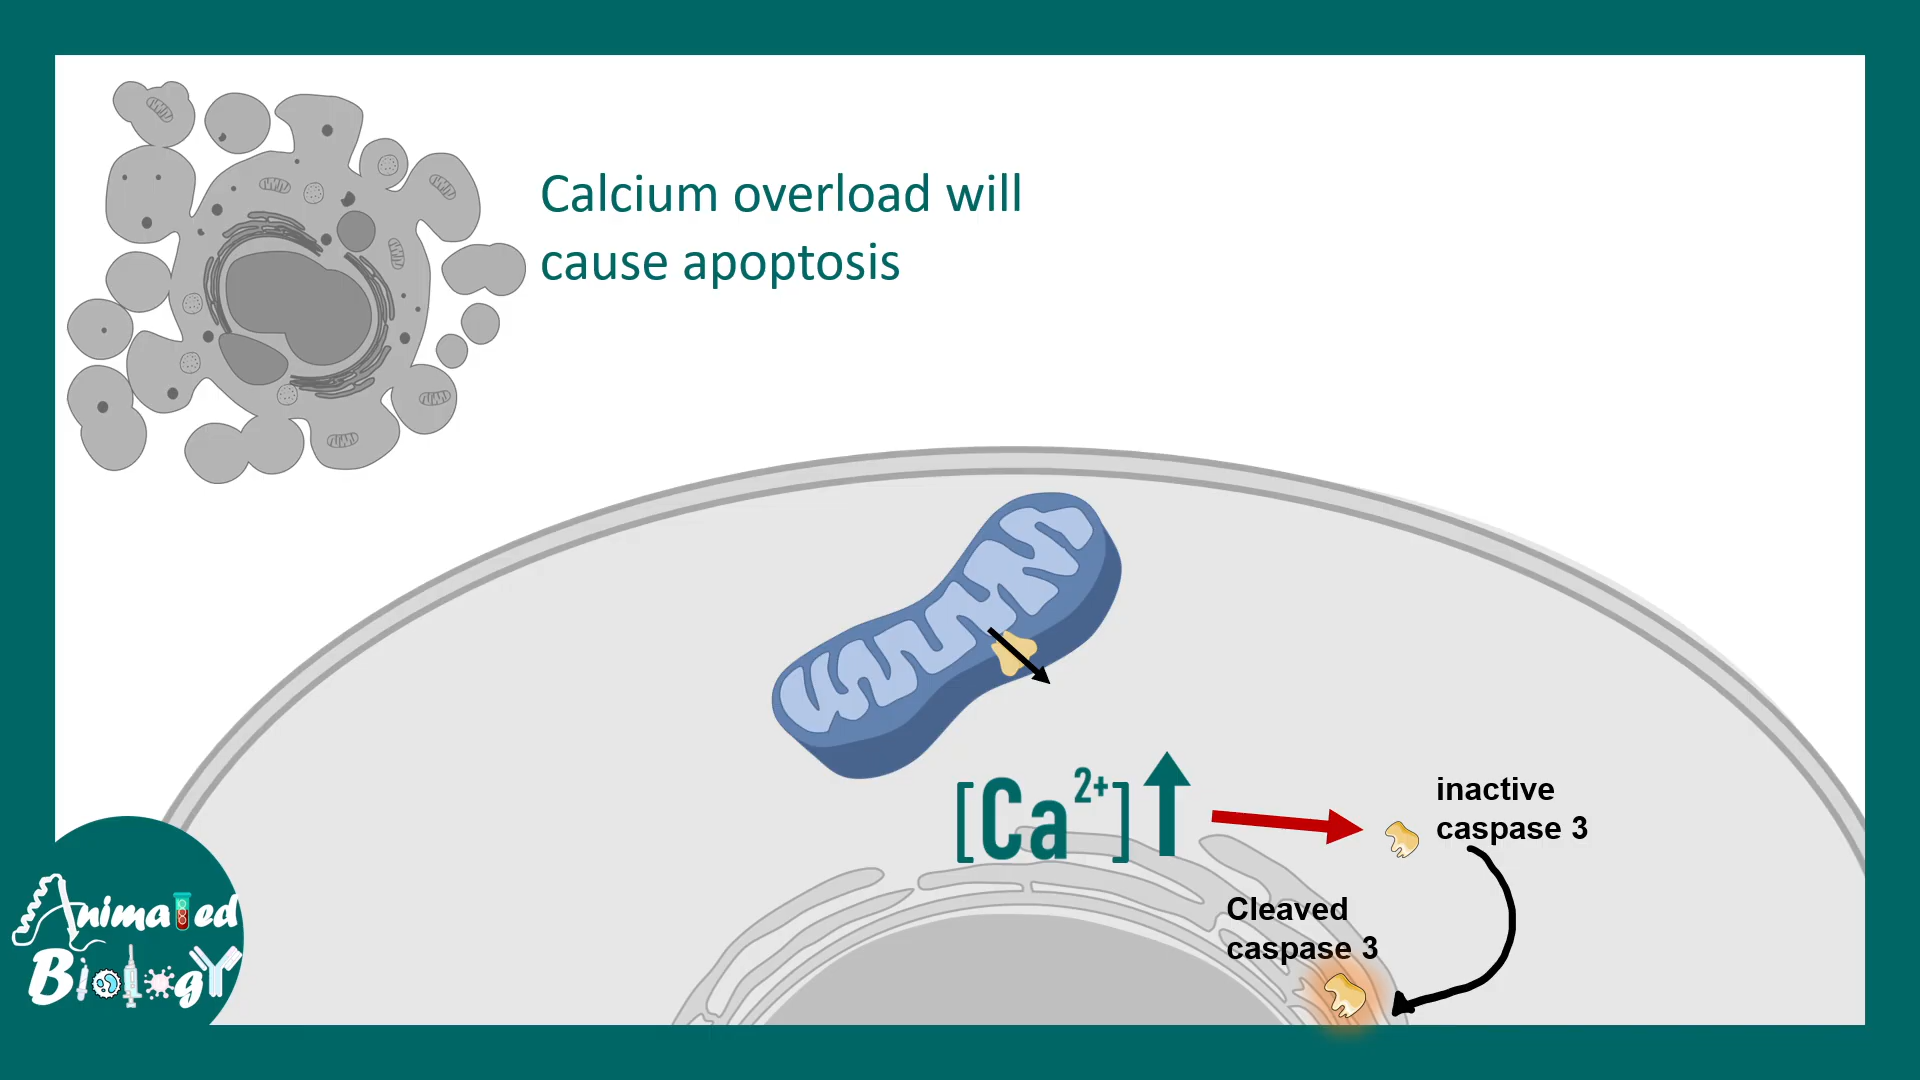 Calcium overload will
cause apoptosis
[Ca²⁺]
inactive
caspase 3
Cleaved
caspase 3
Animated
Biology